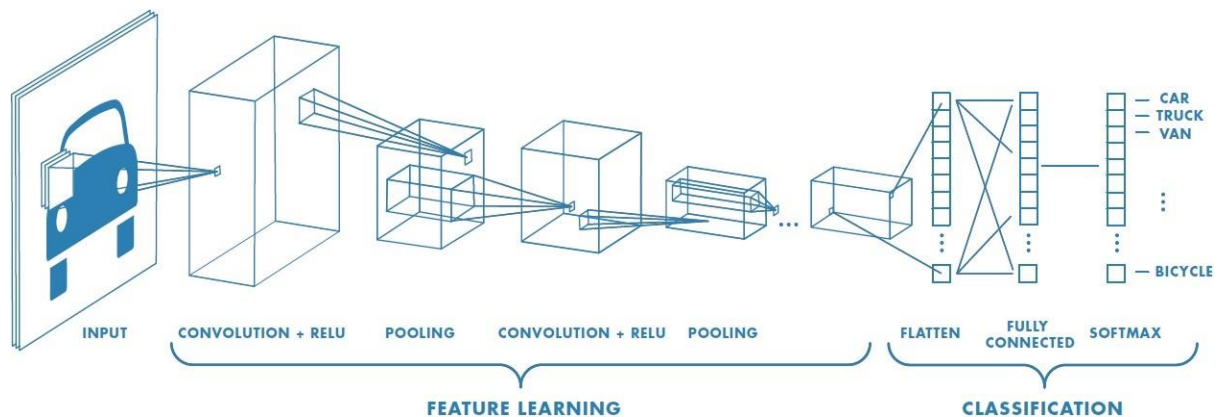 CAR
TRUCK
VAN
BICYCLE
INPUT
CONVOLUTION + RELU
POOLING
CONVOLUTION + RELU
POOLING
FLATTEN
FULLY
CONNECTED
SOFTMAX
FEATURE LEARNING
CLASSIFICATION